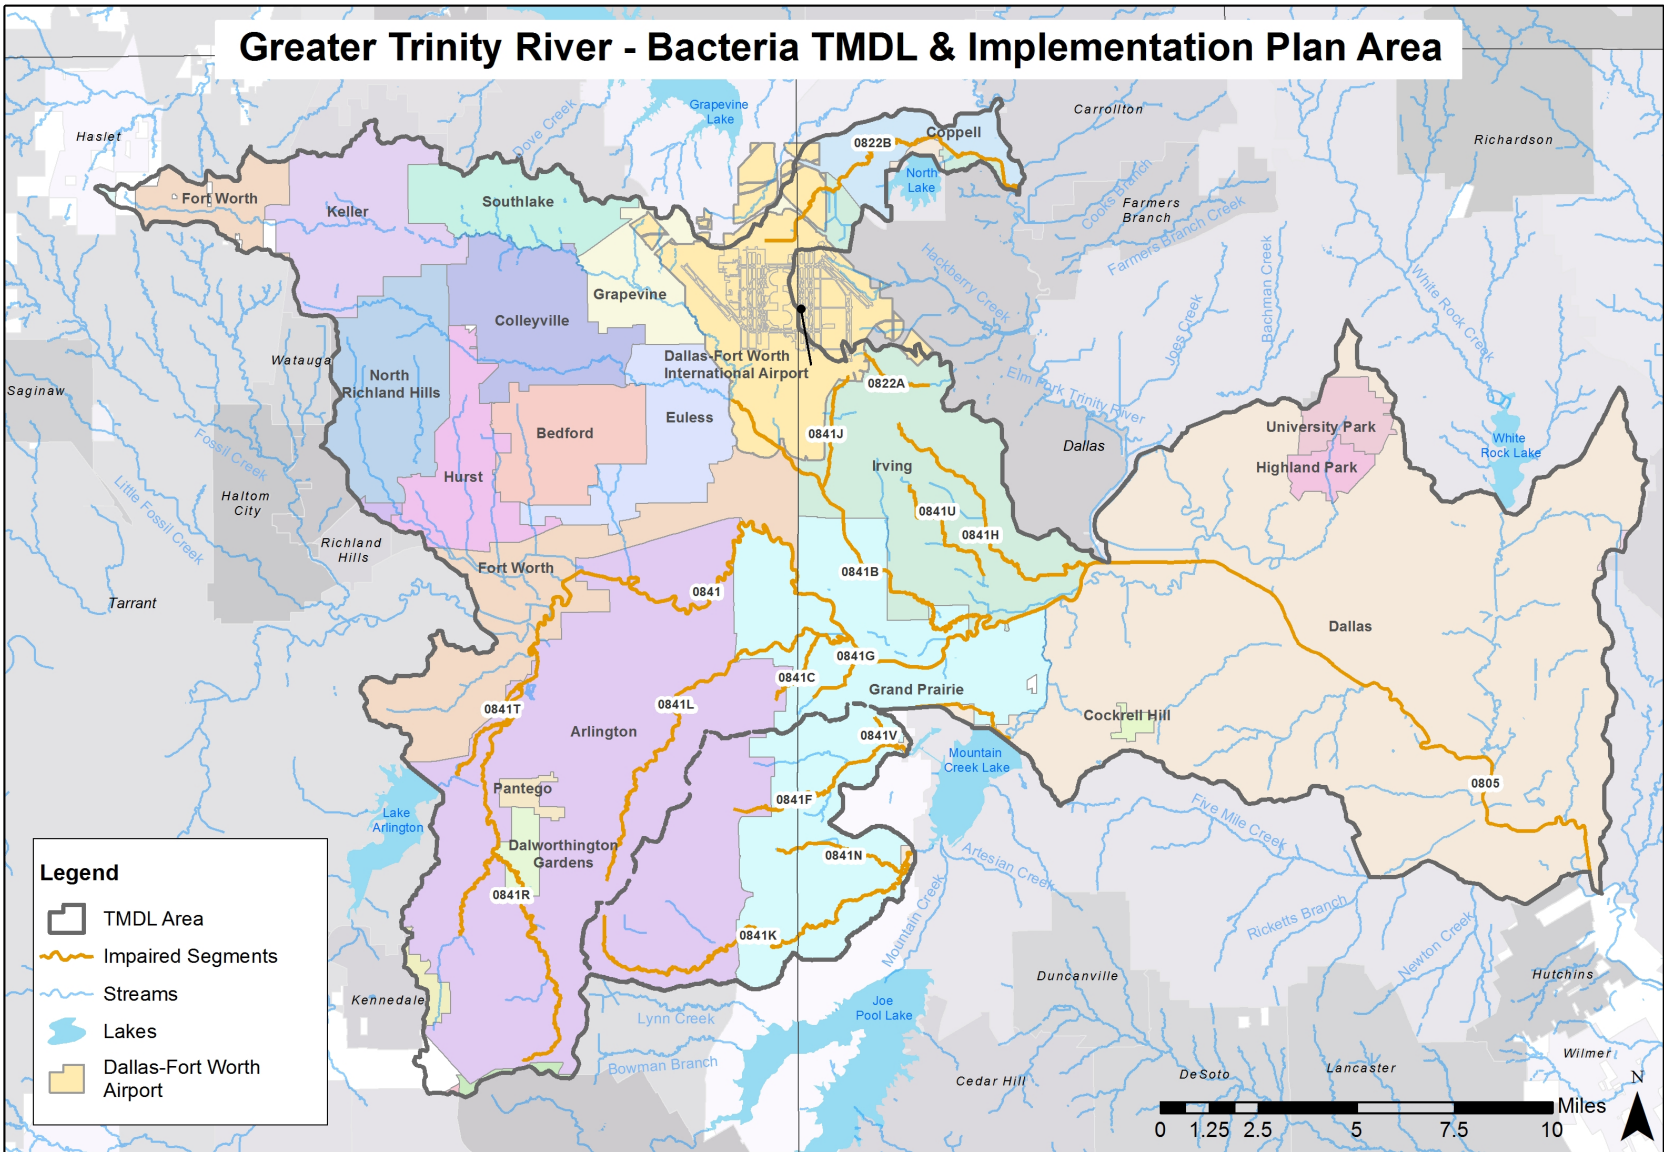 Greater Trinity River - Bacteria TMDL & Implementation Plan Area
Haslet
Dove Creek
Grapevine
Lake
Carrollton
Richardson
Coppell
0822B
North
Lake
Cooks Branch
Farmers
Branch
Farmers Branch Creek
Fort Worth
Keller
Southlake
Hackberry Creek
Bachman Creek
White Rock Creek
Joes Creek
Grapevine
Colleyville
Watauga
Saginaw
North
Richland Hills
Dallas-Fort Worth
International Airport
0822A
Elm Fork Trinity River
Euless
Bedford
0841J
Irving
Dallas
University Park
Highland Park
White
Rock Lake
Fossil Creek
Little Fossil Creek
Haltom
City
Hurst
Richland
Hills
0841U
0841H
Fort Worth
0841
0841B
Tarrant
Dallas
0841G
0841C
Grand Prairie
0841T
0841L
Arlington
Cockrell Hill
0841V
Mountain
Creek Lake
Pantego
0841F
0805
Lake
Arlington
Dalworthington
Gardens
0841N
Five Mile Creek
Artesian Creek
0841R
0841K
Mountain Creek
Ricketts Branch
Newton Creek
Kennedale
Joe
Pool Lake
Duncanville
Hutchins
Lynn Creek
Bowman Branch
Cedar Hill
DeSoto
Lancaster
Wilmer
Legend
TMDL Area
Impaired Segments
Streams
Lakes
Dallas-Fort Worth
Airport
N
Miles
0 1.25 2.5 5 7.5 10